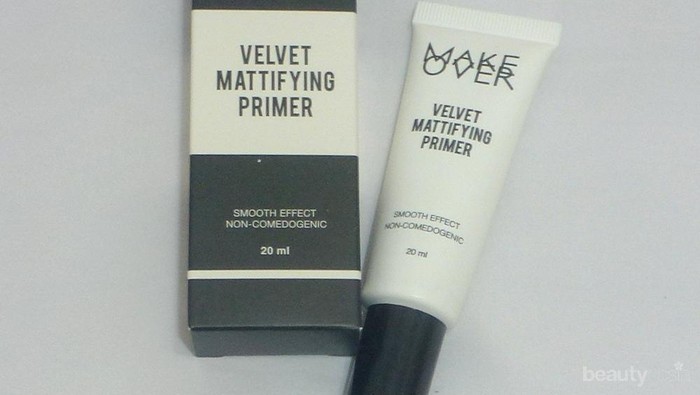 VELVET
MATTIFYING
PRIMER
SMOOTH EFFECT
NON-COMEDOGENIC
20 ml
MAKE
OVER
VELVET
MATTIFYING
PRIMER
SMOOTH EFFECT
NON-COMEDOGENIC
20 ml
beauty